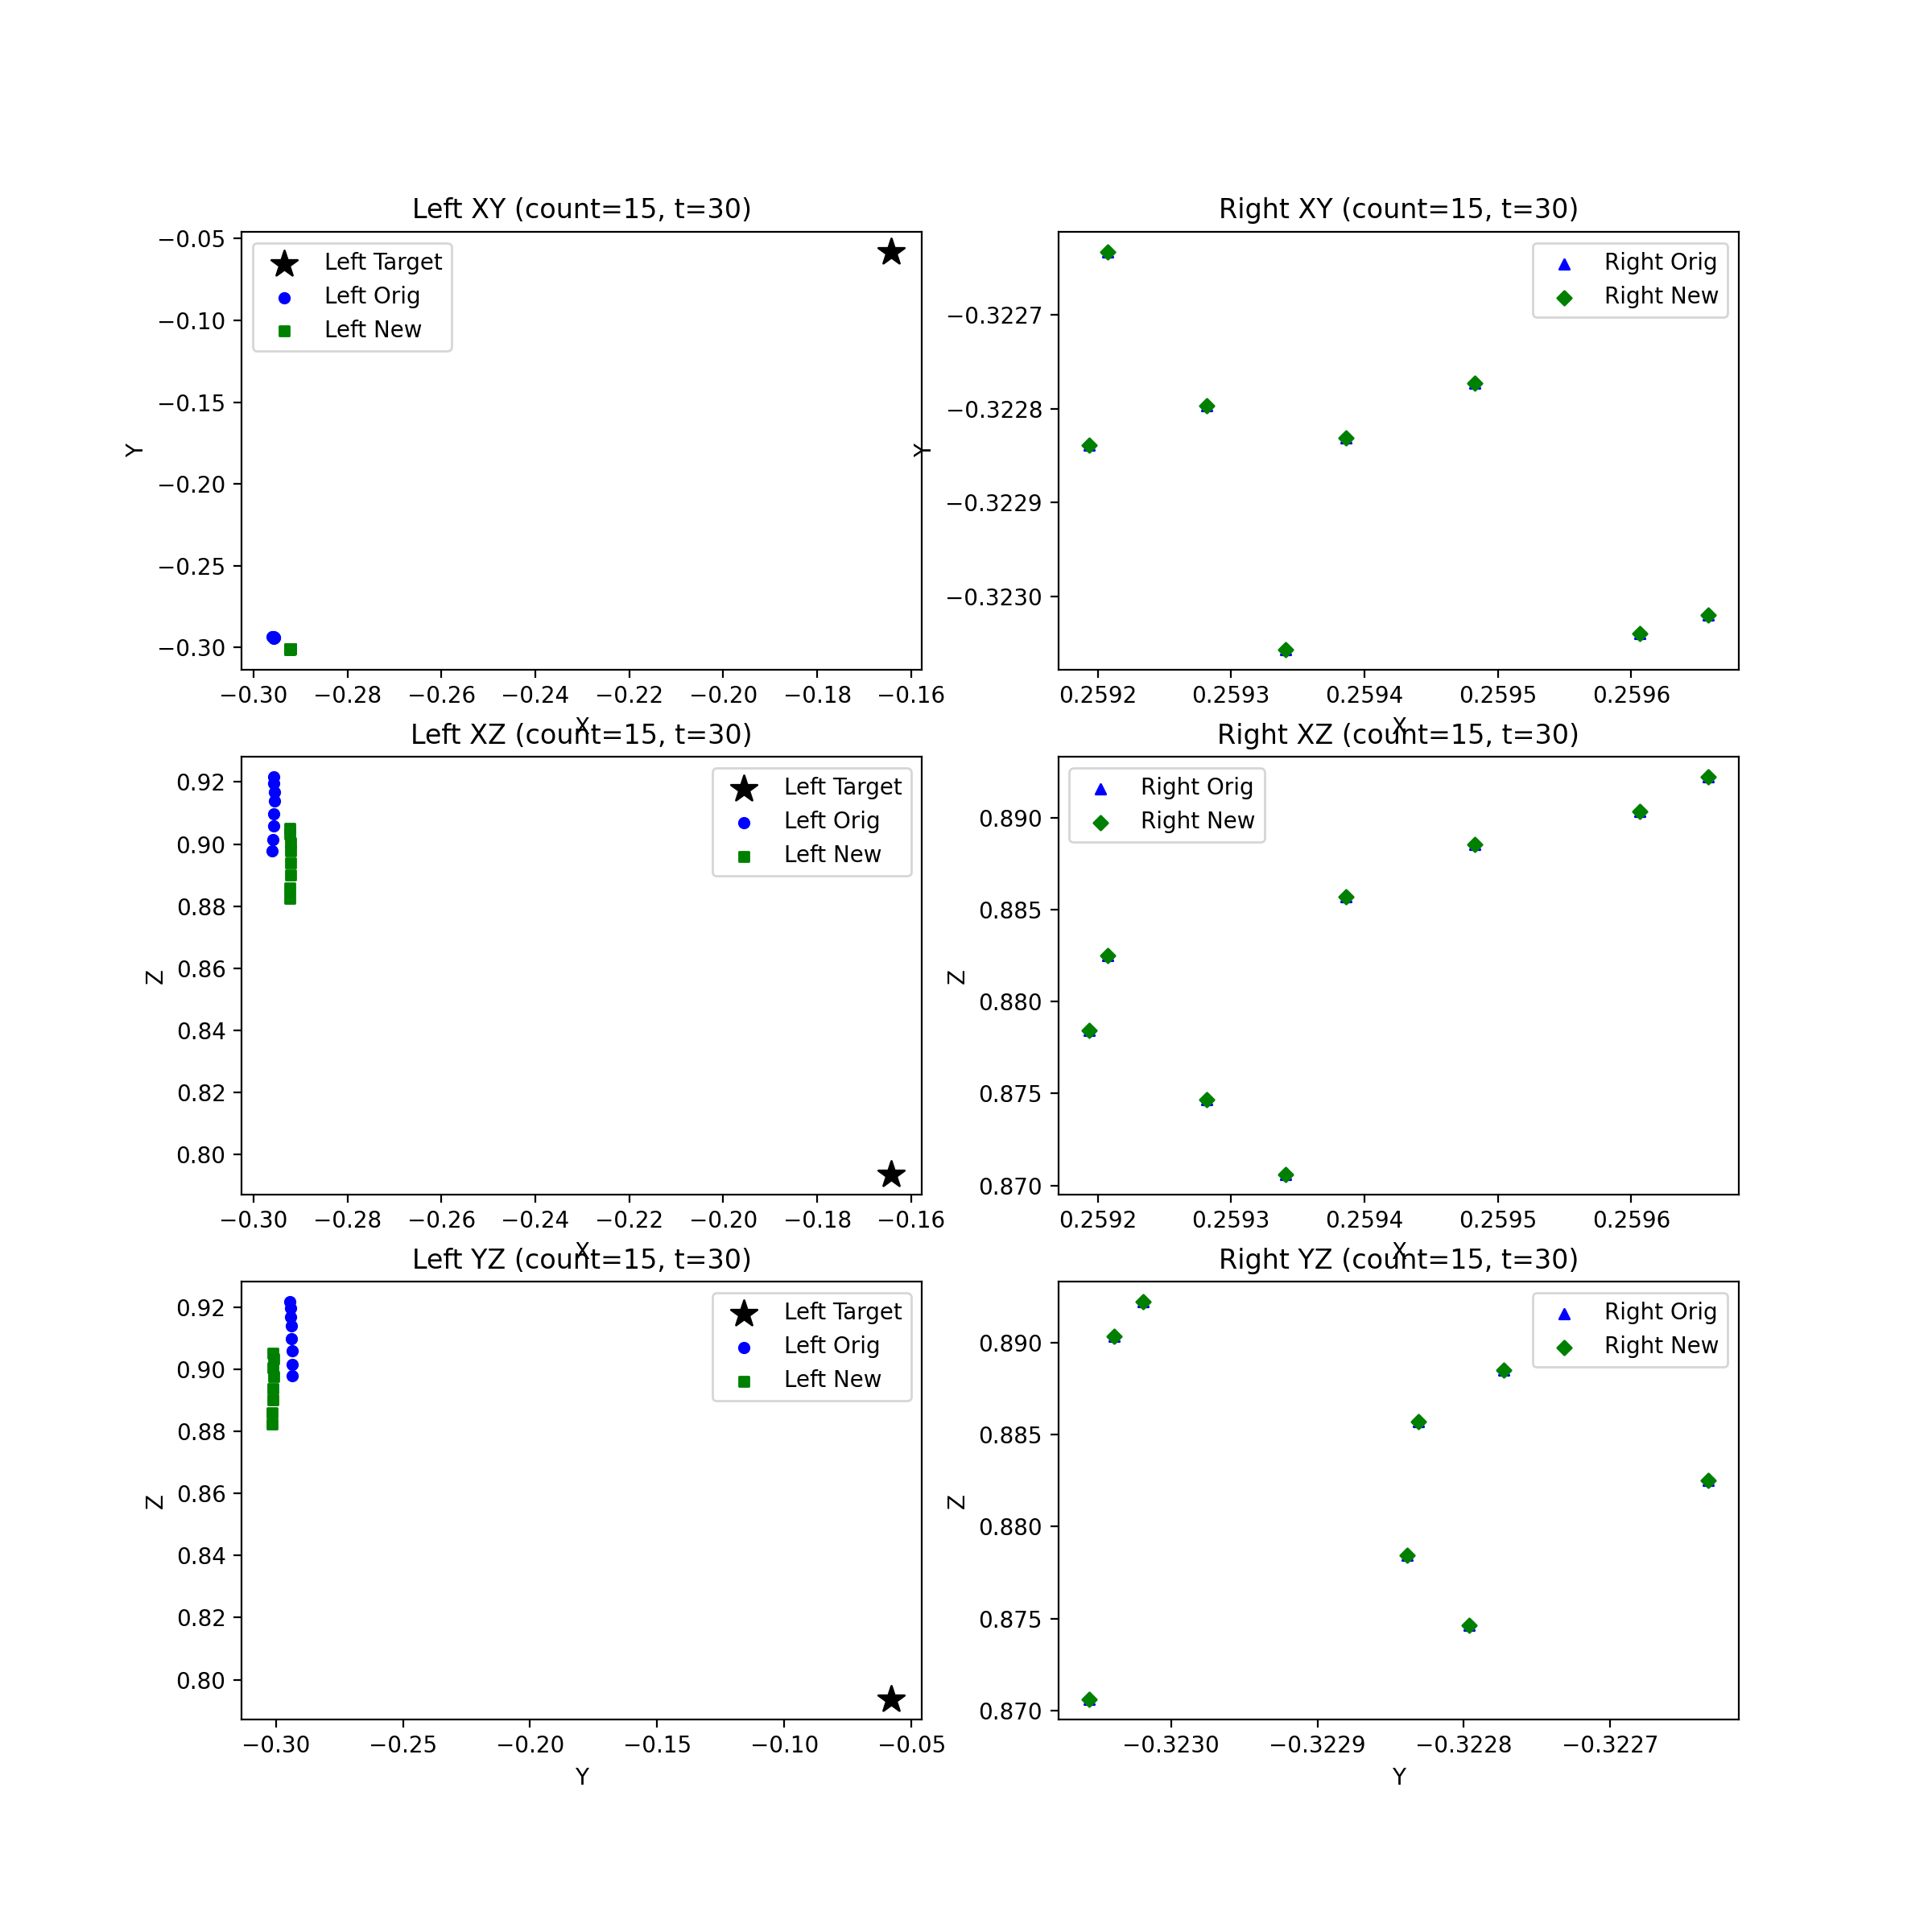 Left XY (count=15, t=30)
−0.05
−0.10
−0.15
−0.20
−0.25
−0.30
Y
Left Target
Left Orig
Left New
−0.30 −0.28 −0.26 −0.24 −0.22 −0.20 −0.18 −0.16
X
Right XY (count=15, t=30)
−0.3227
−0.3228
−0.3229
−0.3230
Y
Right Orig
Right New
0.2592 0.2593 0.2594 0.2595 0.2596
X
Left XZ (count=15, t=30)
0.92
0.90
0.88
0.86
0.84
0.82
0.80
Z
Left Target
Left Orig
Left New
−0.30 −0.28 −0.26 −0.24 −0.22 −0.20 −0.18 −0.16
X
Right XZ (count=15, t=30)
0.890
0.885
0.880
0.875
0.870
Z
Right Orig
Right New
0.2592 0.2593 0.2594 0.2595 0.2596
X
Left YZ (count=15, t=30)
0.92
0.90
0.88
0.86
0.84
0.82
0.80
Z
Left Target
Left Orig
Left New
−0.30 −0.25 −0.20 −0.15 −0.10 −0.05
Y
Right YZ (count=15, t=30)
0.890
0.885
0.880
0.875
0.870
Z
Right Orig
Right New
−0.3230 −0.3229 −0.3228 −0.3227
Y